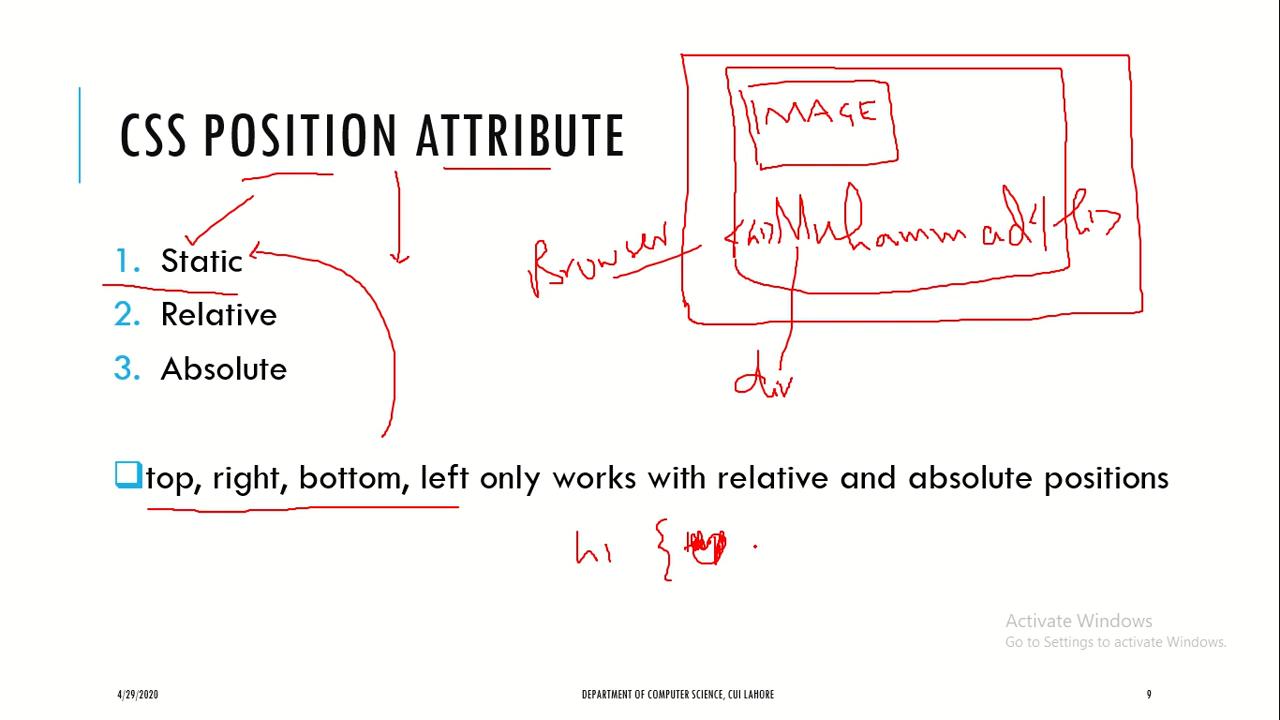 CSS POSITION ATTRIBUTE
IMAGE
1. Static
<h1>Muhammad</h1>
Browser
2. Relative
3. Absolute
div
top, right, bottom, left only works with relative and absolute positions
h1 {
Activate Windows
Go to Settings to activate Windows.
4/29/2020
DEPARTMENT OF COMPUTER SCIENCE, CUI LAHORE
9